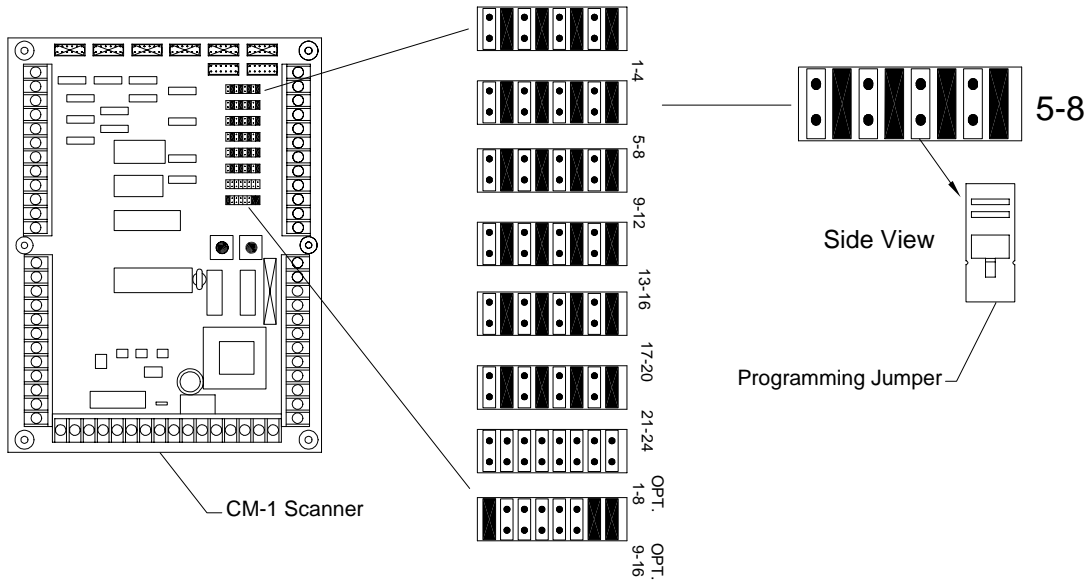 1-4
5-8
9-12
13-16
17-20
21-24
OPT.
1-8
OPT.
9-16
5-8
Side View
Programming Jumper
CM-1 Scanner